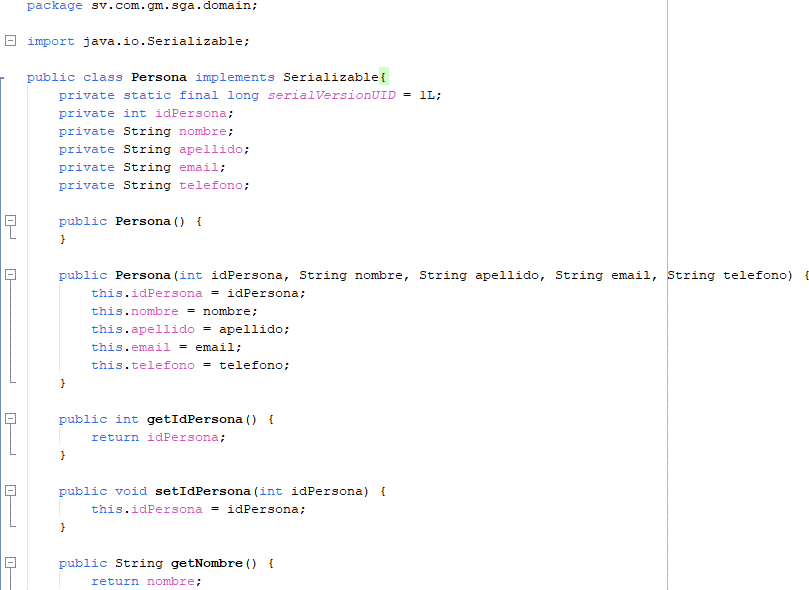 package sv.com.gm.sga.domain;
import java.io.Serializable;
public class Persona implements Serializable{
private static final long serialVersionUID = 1L;
private int idPersona;
private String nombre;
private String apellido;
private String email;
private String telefono;
public Persona() {
}
public Persona(int idPersona, String nombre, String apellido, String email, String telefono) {
this.idPersona = idPersona;
this.nombre = nombre;
this.apellido = apellido;
this.email = email;
this.telefono = telefono;
}
public int getIdPersona() {
return idPersona;
}
public void setIdPersona(int idPersona) {
this.idPersona = idPersona;
}
public String getNombre() {
return nombre;